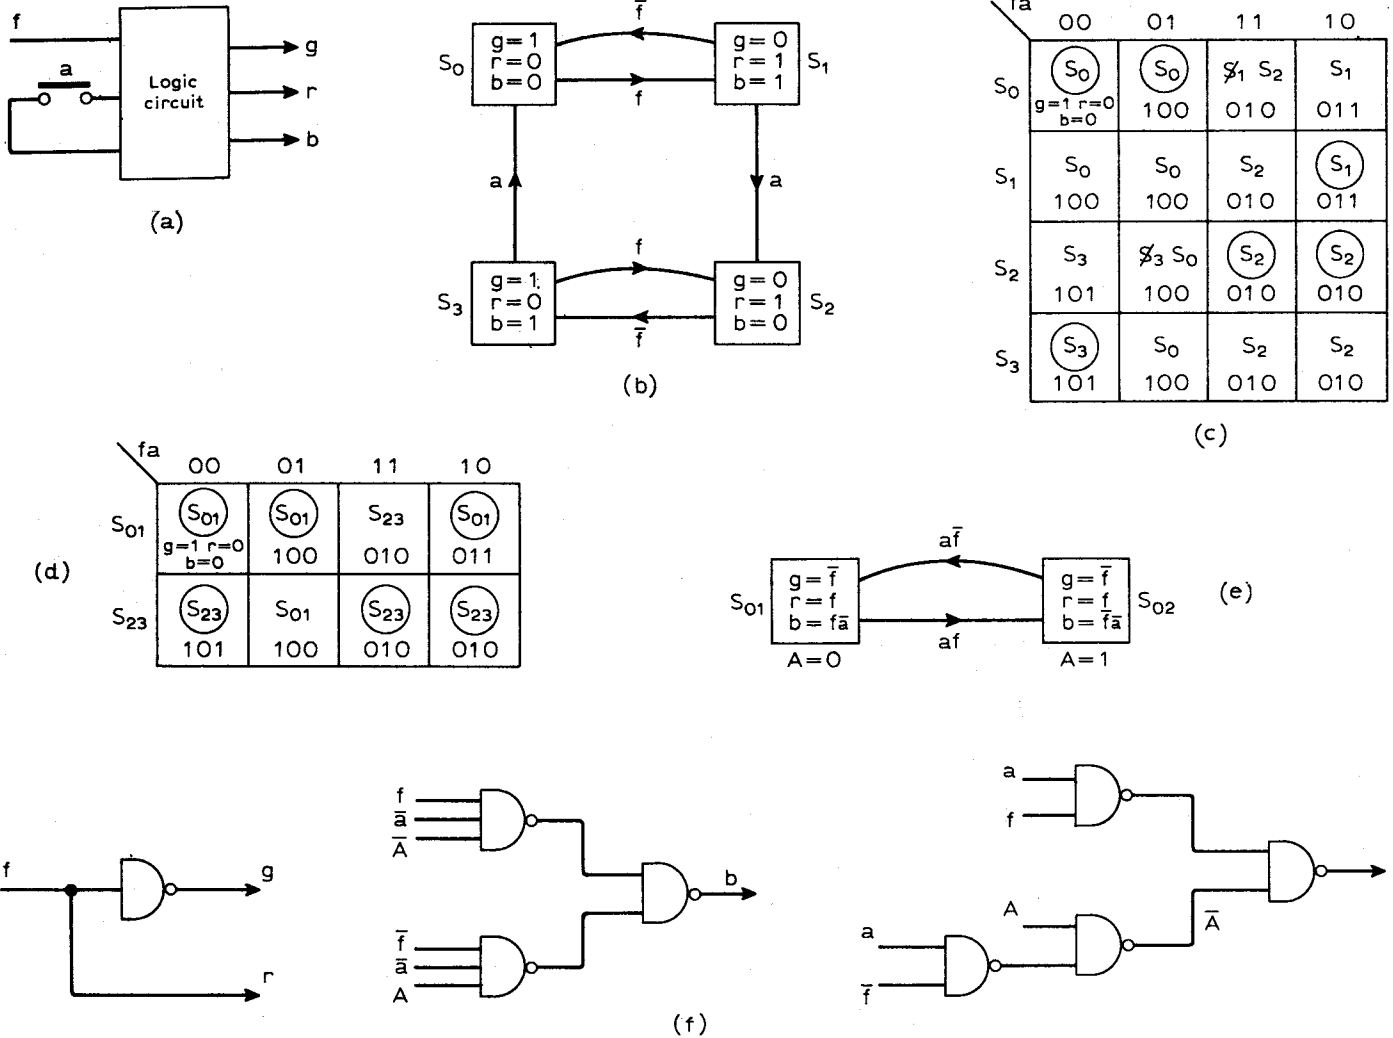 f
a
Logic
circuit
g
r
b
(a)
S0
g=1
r=0
b=0
f̄
f
g=0
r=1
b=1
S1
a
a
S3
g=1
r=0
b=1
f
f̄
g=0
r=1
b=0
S2
(b)
fa
00 01 11 10
S0
S0 S0 S1 S2 S1
g=1 r=0
b=0
100 010 011
S1
S0 S0 S2 S1
100 100 010 011
S2
S3 S3 S0 S2 S2
101 100 010 010
S3
S3 S0 S2 S2
101 100 010 010
(c)
(d)
fa
00 01 11 10
S01
S01 S01 S23 S01
g=1 r=0
b=0
100 010 011
S23
S23 S01 S23 S23
101 100 010 010
S01
g=f̄
r=f
b=fā
A=0
af̄
af
g=f̄
r=f
b=f̄ā
A=1
S02
(e)
f
g
r
f
ā
Ā
f̄
ā
A
b
a
f
A
a
f̄
Ā
(f)